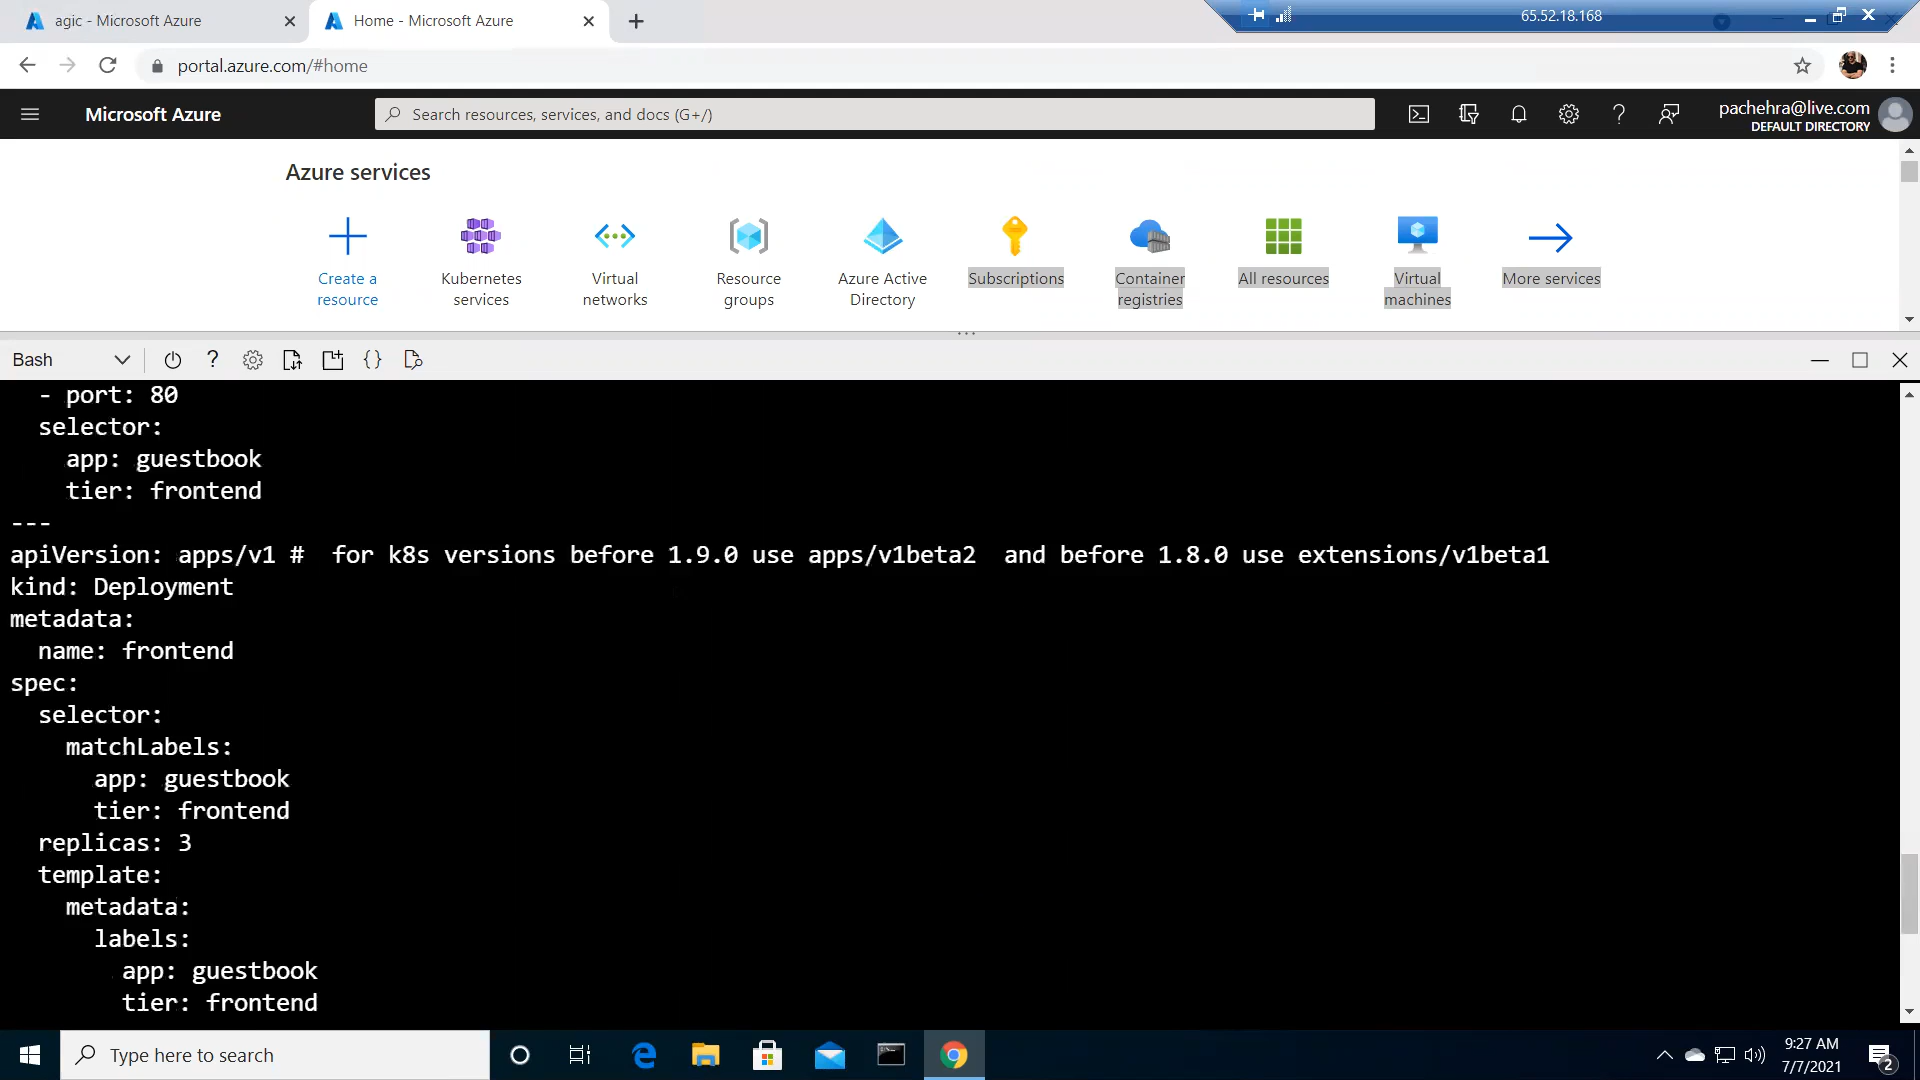 agic - Microsoft Azure
Home - Microsoft Azure
65.52.18.168
portal.azure.com/#home
Microsoft Azure
Search resources, services, and docs (G+/)
pachehra@live.com
DEFAULT DIRECTORY
Azure services
Create a
resource
Kubernetes
services
Virtual
networks
Resource
groups
Azure Active
Directory
Subscriptions
Container
registries
All resources
Virtual
machines
More services
Bash
- port: 80
selector:
app: guestbook
tier: frontend
---
apiVersion: apps/v1 #  for k8s versions before 1.9.0 use apps/v1beta2  and before 1.8.0 use extensions/v1beta1
kind: Deployment
metadata:
name: frontend
spec:
selector:
matchLabels:
app: guestbook
tier: frontend
replicas: 3
template:
metadata:
labels:
app: guestbook
tier: frontend
Type here to search
9:27 AM
7/7/2021
2